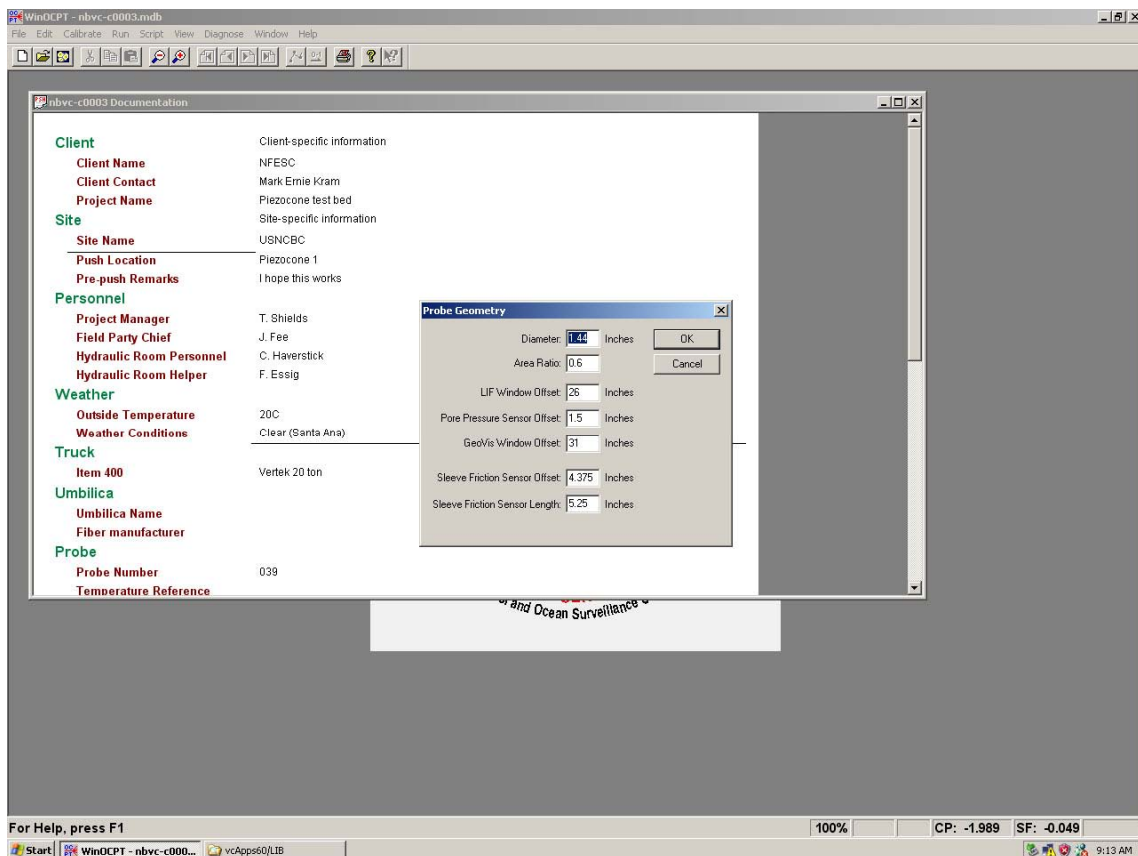 WinOCPT - nbvc-c0003.mdb
File Edit Calibrate Run Script View Diagnose Window Help
nbvc-c0003 Documentation
Client Client-specific information
Client Name NFESC
Client Contact Mark Ernie Kram
Project Name Piezocone test bed
Site Site-specific information
Site Name USNCBC
Push Location Piezocone 1
Pre-push Remarks I hope this works
Personnel
Project Manager T. Shields
Field Party Chief J. Fee
Hydraulic Room Personnel C. Haverstick
Hydraulic Room Helper F. Essig
Weather
Outside Temperature 20C
Weather Conditions Clear (Santa Ana)
Truck
Item 400 Vertek 20 ton
Umbilica
Umbilica Name
Fiber manufacturer
Probe
Probe Number 039
Temperature Reference
Probe Geometry
Diameter: 1.44 Inches OK
Area Ratio: 0.6 Cancel
LIF Window Offset: 26 Inches
Pore Pressure Sensor Offset: 1.5 Inches
GeoVis Window Offset: 31 Inches
Sleeve Friction Sensor Offset: 4.375 Inches
Sleeve Friction Sensor Length: 5.25 Inches
and Ocean Surveillance
For Help, press F1 100% CP: -1.989 SF: -0.049
Start WinOCPT - nbvc-c000... vcApps60/LIB 9:13 AM